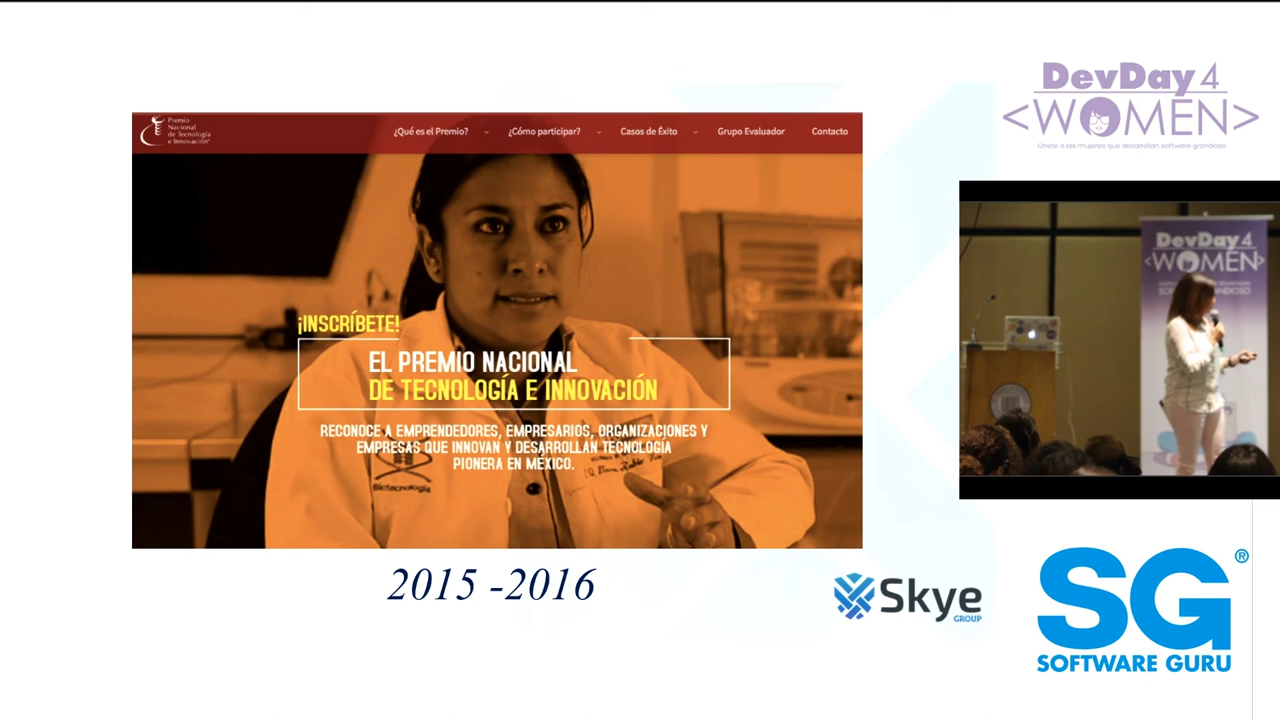 Premio
Nacional
de Tecnología
e Innovación®
¿Qué es el Premio?
¿Cómo participar?
Casos de Éxito
Grupo Evaluador
Contacto
¡INSCRÍBETE!
EL PREMIO NACIONAL
DE TECNOLOGÍA E INNOVACIÓN
RECONOCE A EMPRENDEDORES, EMPRESARIOS, ORGANIZACIONES Y
EMPRESAS QUE INNOVAN Y DESARROLLAN TECNOLOGÍA
PIONERA EN MÉXICO.
Biotecnología
2015 -2016
Skye
GROUP
DevDay4
<WOMEN>
Únete a las mujeres que desarrollan software grandioso
DevDay4
<WOMEN>
SG®
SOFTWARE GURU